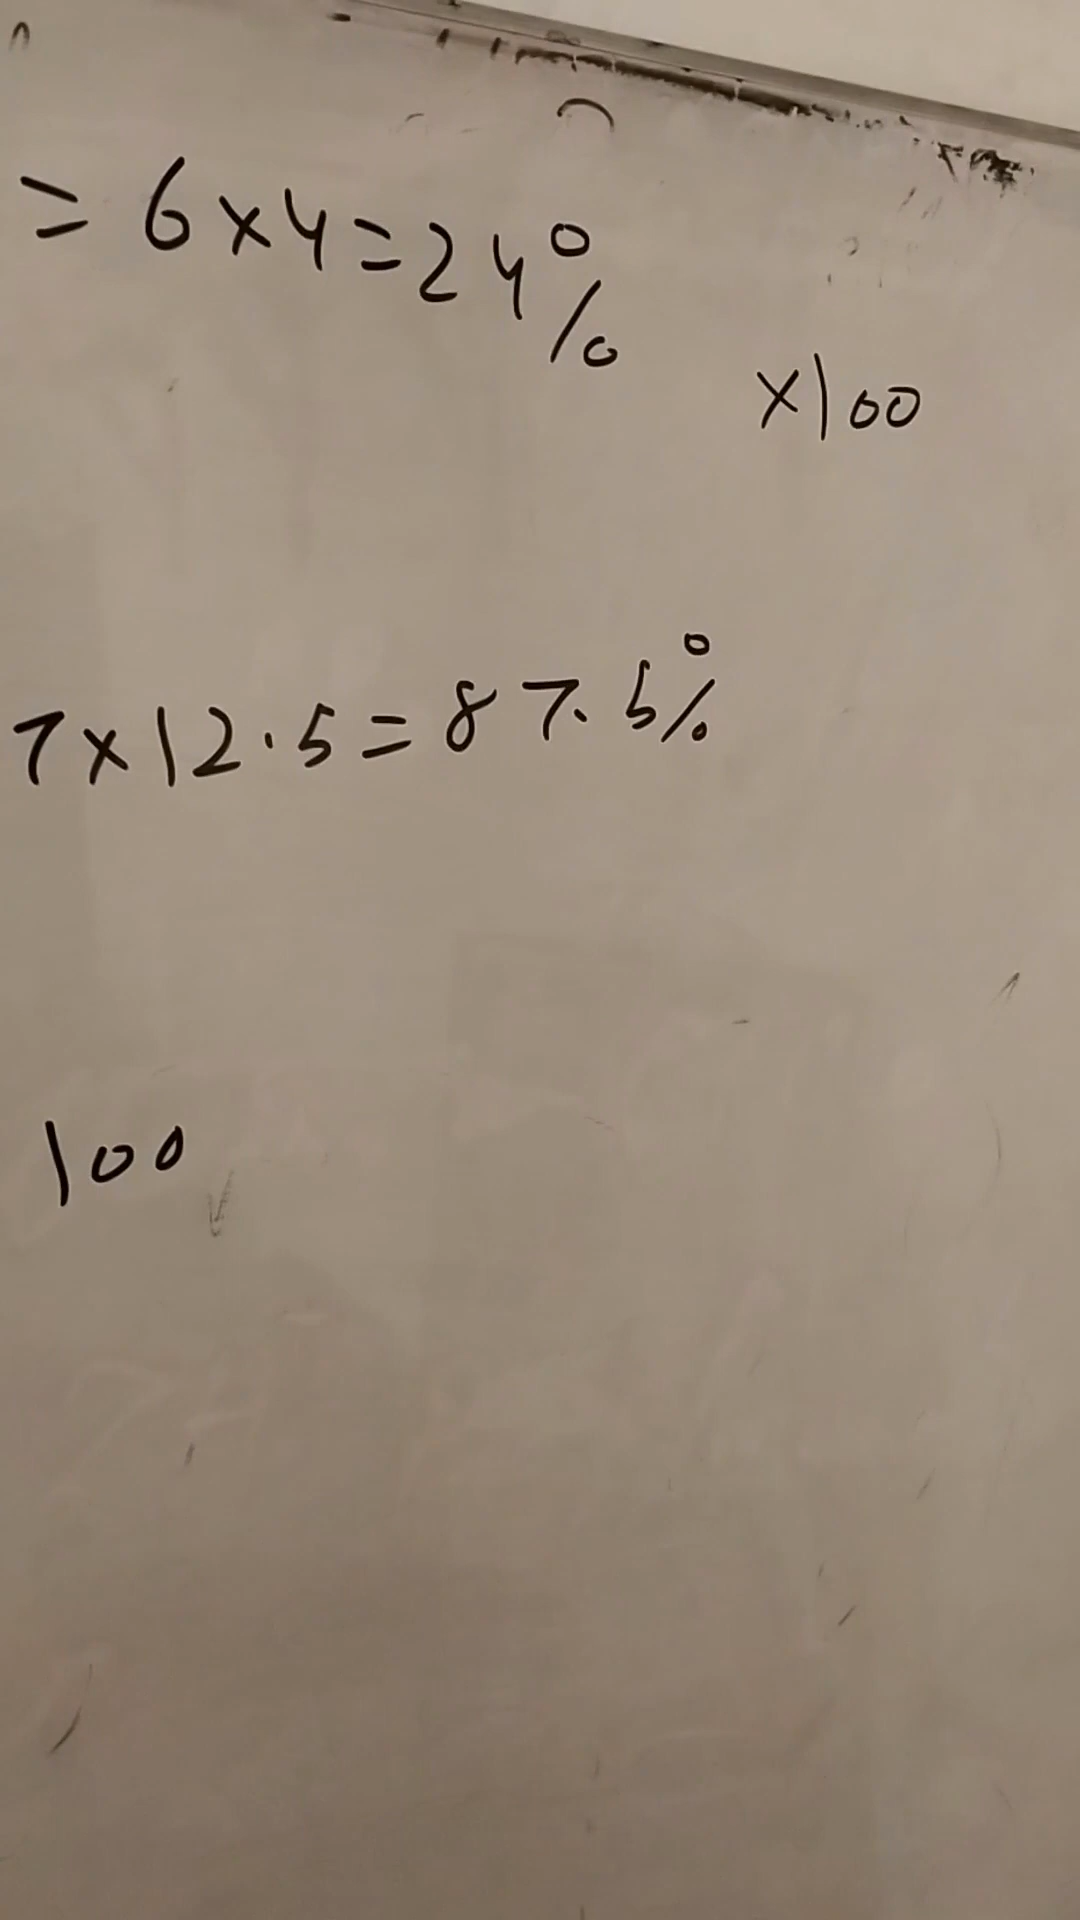 = 6 x 4 = 24%
x 100
7 x 12.5 = 87.5%
100